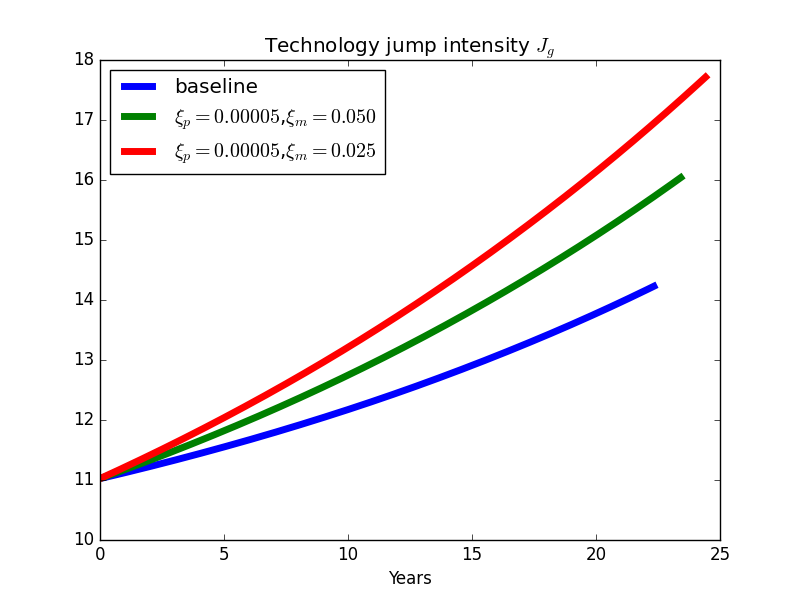 Technology jump intensity J_g
baseline
ξ_p = 0.00005,ξ_m = 0.050
ξ_p = 0.00005,ξ_m = 0.025
18
17
16
15
14
13
12
11
10
0 5 10 15 20 25
Years